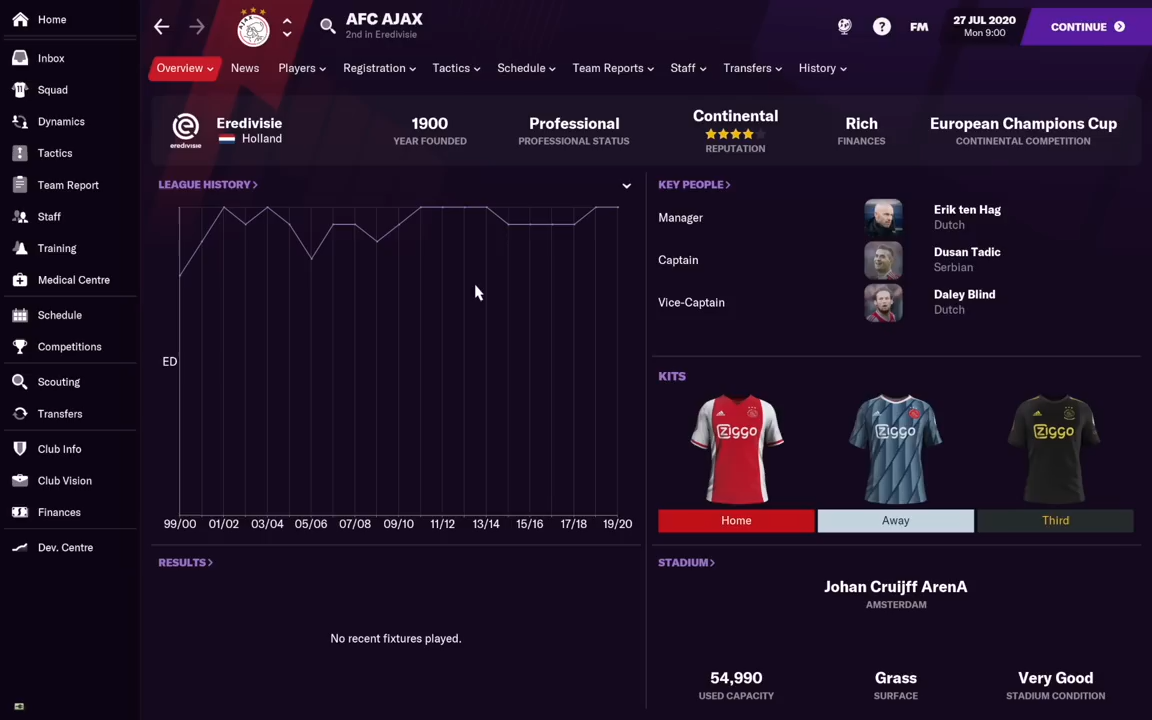 Home
AFC AJAX
2nd in Eredivisie
?
FM
27 JUL 2020
Mon 9:00
CONTINUE
Inbox
Squad
Dynamics
Tactics
Team Report
Staff
Training
Medical Centre
Schedule
Competitions
Scouting
Transfers
Club Info
Club Vision
Finances
Dev. Centre
Overview
News
Players
Registration
Tactics
Schedule
Team Reports
Staff
Transfers
History
eredivisie
Eredivisie
Holland
1900
YEAR FOUNDED
Professional
PROFESSIONAL STATUS
Continental
REPUTATION
Rich
FINANCES
European Champions Cup
CONTINENTAL COMPETITION
LEAGUE HISTORY>
ED
99/00 01/02 03/04 05/06 07/08 09/10 11/12 13/14 15/16 17/18 19/20
RESULTS>
No recent fixtures played.
KEY PEOPLE>
Manager
Erik ten Hag
Dutch
Captain
Dusan Tadic
Serbian
Vice-Captain
Daley Blind
Dutch
KITS
ziggo
ziggo
ziggo
Home
Away
Third
STADIUM>
Johan Cruijff ArenA
AMSTERDAM
54,990
USED CAPACITY
Grass
SURFACE
Very Good
STADIUM CONDITION